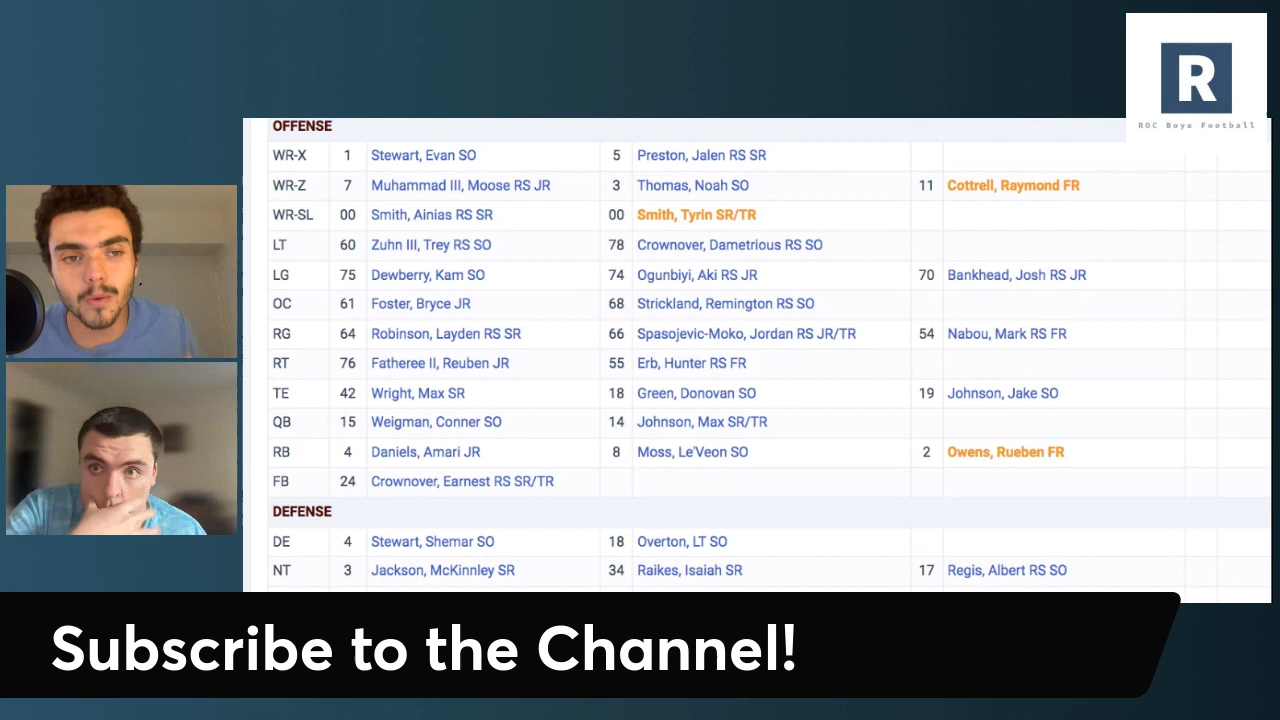 R
ROC Boys Football
OFFENSE
WR-X 1 Stewart, Evan SO 5 Preston, Jalen RS SR
WR-Z 7 Muhammad III, Moose RS JR 3 Thomas, Noah SO 11 Cottrell, Raymond FR
WR-SL 00 Smith, Ainias RS SR 00 Smith, Tyrin SR/TR
LT 60 Zuhn III, Trey RS SO 78 Crownover, Dametrious RS SO
LG 75 Dewberry, Kam SO 74 Ogunbiyi, Aki RS JR 70 Bankhead, Josh RS JR
OC 61 Foster, Bryce JR 68 Strickland, Remington RS SO
RG 64 Robinson, Layden RS SR 66 Spasojevic-Moko, Jordan RS JR/TR 54 Nabou, Mark RS FR
RT 76 Fatheree II, Reuben JR 55 Erb, Hunter RS FR
TE 42 Wright, Max SR 18 Green, Donovan SO 19 Johnson, Jake SO
QB 15 Weigman, Conner SO 14 Johnson, Max SR/TR
RB 4 Daniels, Amari JR 8 Moss, Le'Veon SO 2 Owens, Rueben FR
FB 24 Crownover, Earnest RS SR/TR
DEFENSE
DE 4 Stewart, Shemar SO 18 Overton, LT SO
NT 3 Jackson, McKinnley SR 34 Raikes, Isaiah SR 17 Regis, Albert RS SO
Subscribe to the Channel!